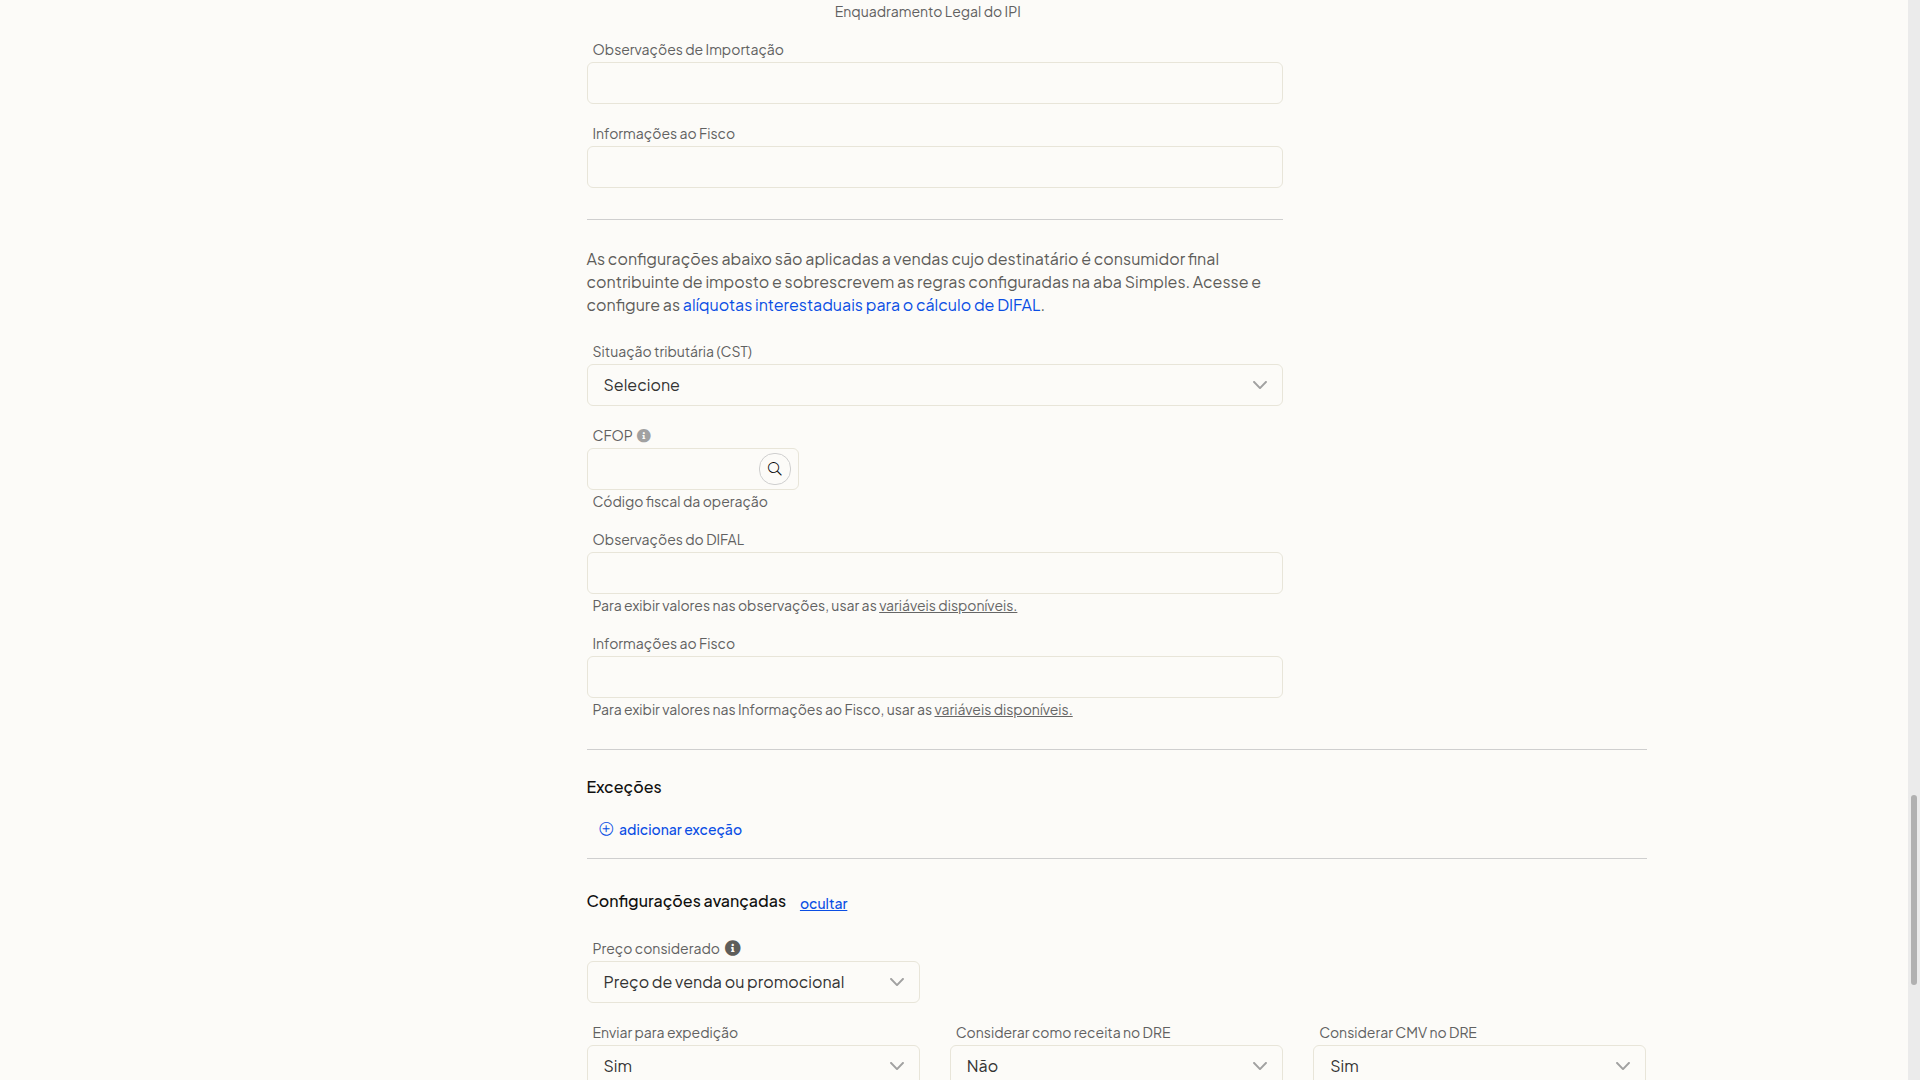 Enquadramento Legal do IPI
Observações de Importação
Informações ao Fisco
As configurações abaixo são aplicadas a vendas cujo destinatário é consumidor final
contribuinte de imposto e sobrescrevem as regras configuradas na aba Simples. Acesse e
configure as alíquotas interestaduais para o cálculo de DIFAL.
Situação tributária (CST)
Selecione
CFOP
Código fiscal da operação
Observações do DIFAL
Para exibir valores nas observações, usar as variáveis disponíveis.
Informações ao Fisco
Para exibir valores nas Informações ao Fisco, usar as variáveis disponíveis.
Exceções
adicionar exceção
Configurações avançadas ocultar
Preço considerado
Preço de venda ou promocional
Enviar para expedição Considerar como receita no DRE Considerar CMV no DRE
Sim Não Sim